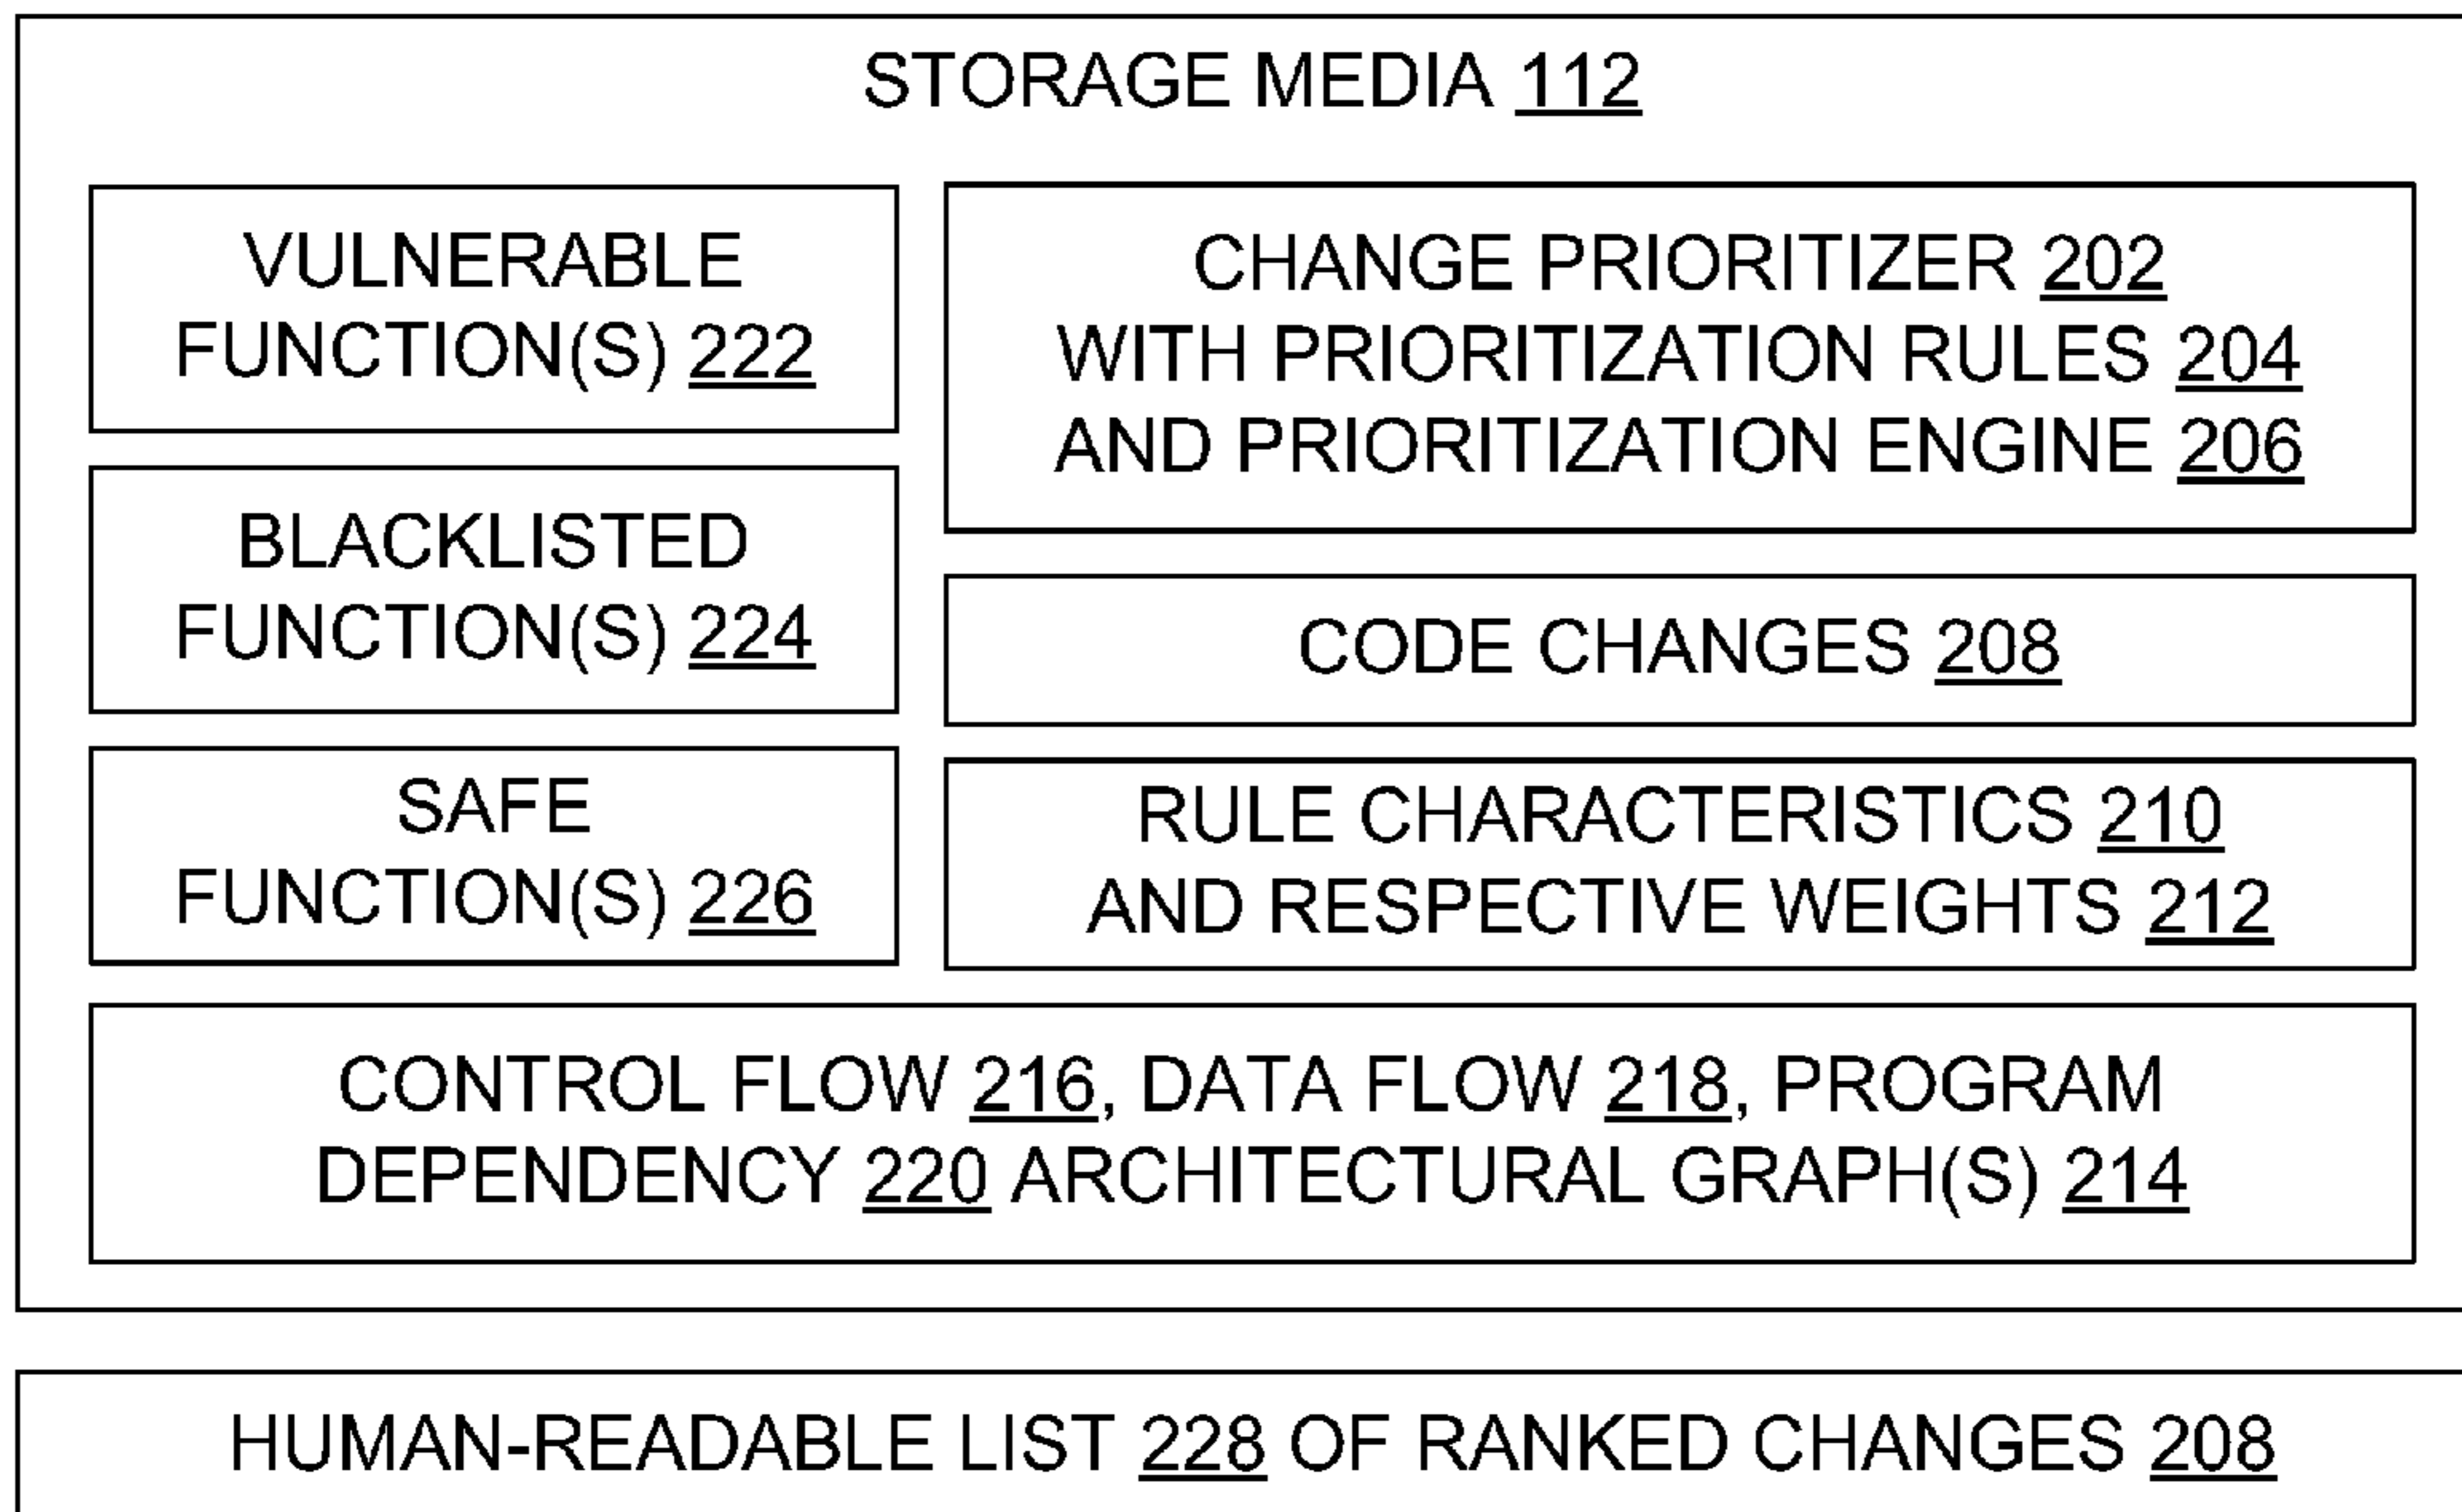 STORAGE MEDIA 112
VULNERABLE
FUNCTION(S) 222
BLACKLISTED
FUNCTION(S) 224
SAFE
FUNCTION(S) 226
CHANGE PRIORITIZER 202
WITH PRIORITIZATION RULES 204
AND PRIORITIZATION ENGINE 206
CODE CHANGES 208
RULE CHARACTERISTICS 210
AND RESPECTIVE WEIGHTS 212
CONTROL FLOW 216, DATA FLOW 218, PROGRAM
DEPENDENCY 220 ARCHITECTURAL GRAPH(S) 214
HUMAN-READABLE LIST 228 OF RANKED CHANGES 208